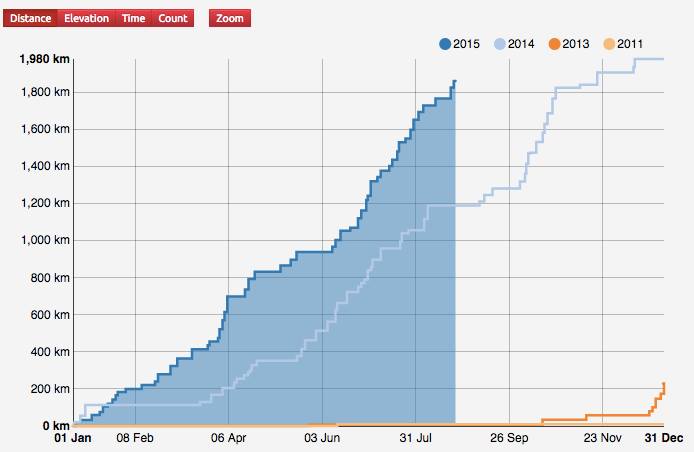 Distance Elevation Time Count Zoom
2015 2014 2013 2011
1,980 km
1,800 km
1,600 km
1,400 km
1,200 km
1,000 km
800 km
600 km
400 km
200 km
0 km
01 Jan 08 Feb 06 Apr 03 Jun 31 Jul 26 Sep 23 Nov 31 Dec